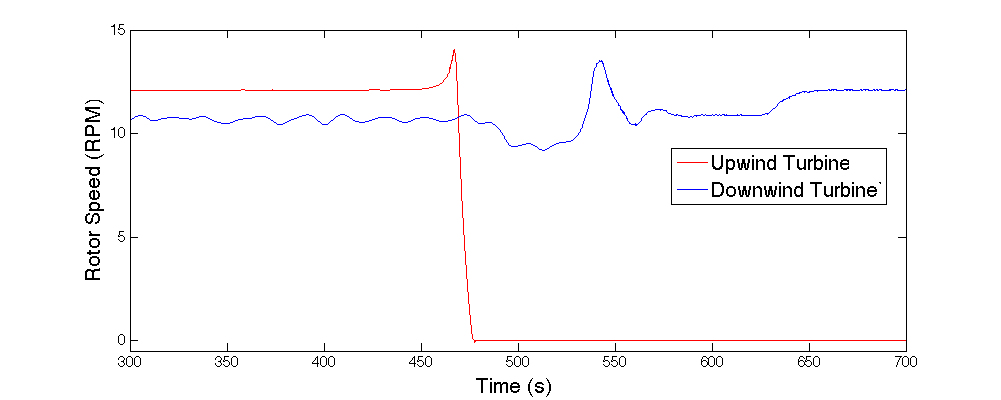 15
10
5
0
Rotor Speed (RPM)
Upwind Turbine
Downwind Turbine`
300 350 400 450 500 550 600 650 700
Time (s)